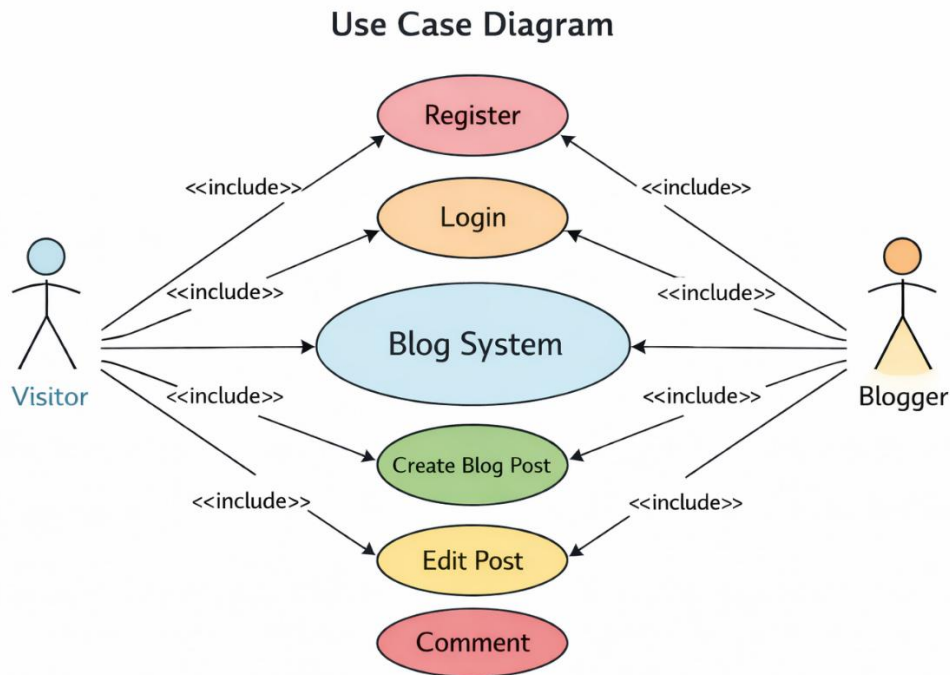 Use Case Diagram
Register
<<include>>
<<include>>
Login
<<include>>
<<include>>
Blog System
Visitor
Blogger
<<include>>
<<include>>
Create Blog Post
<<include>>
<<include>>
Edit Post
Comment